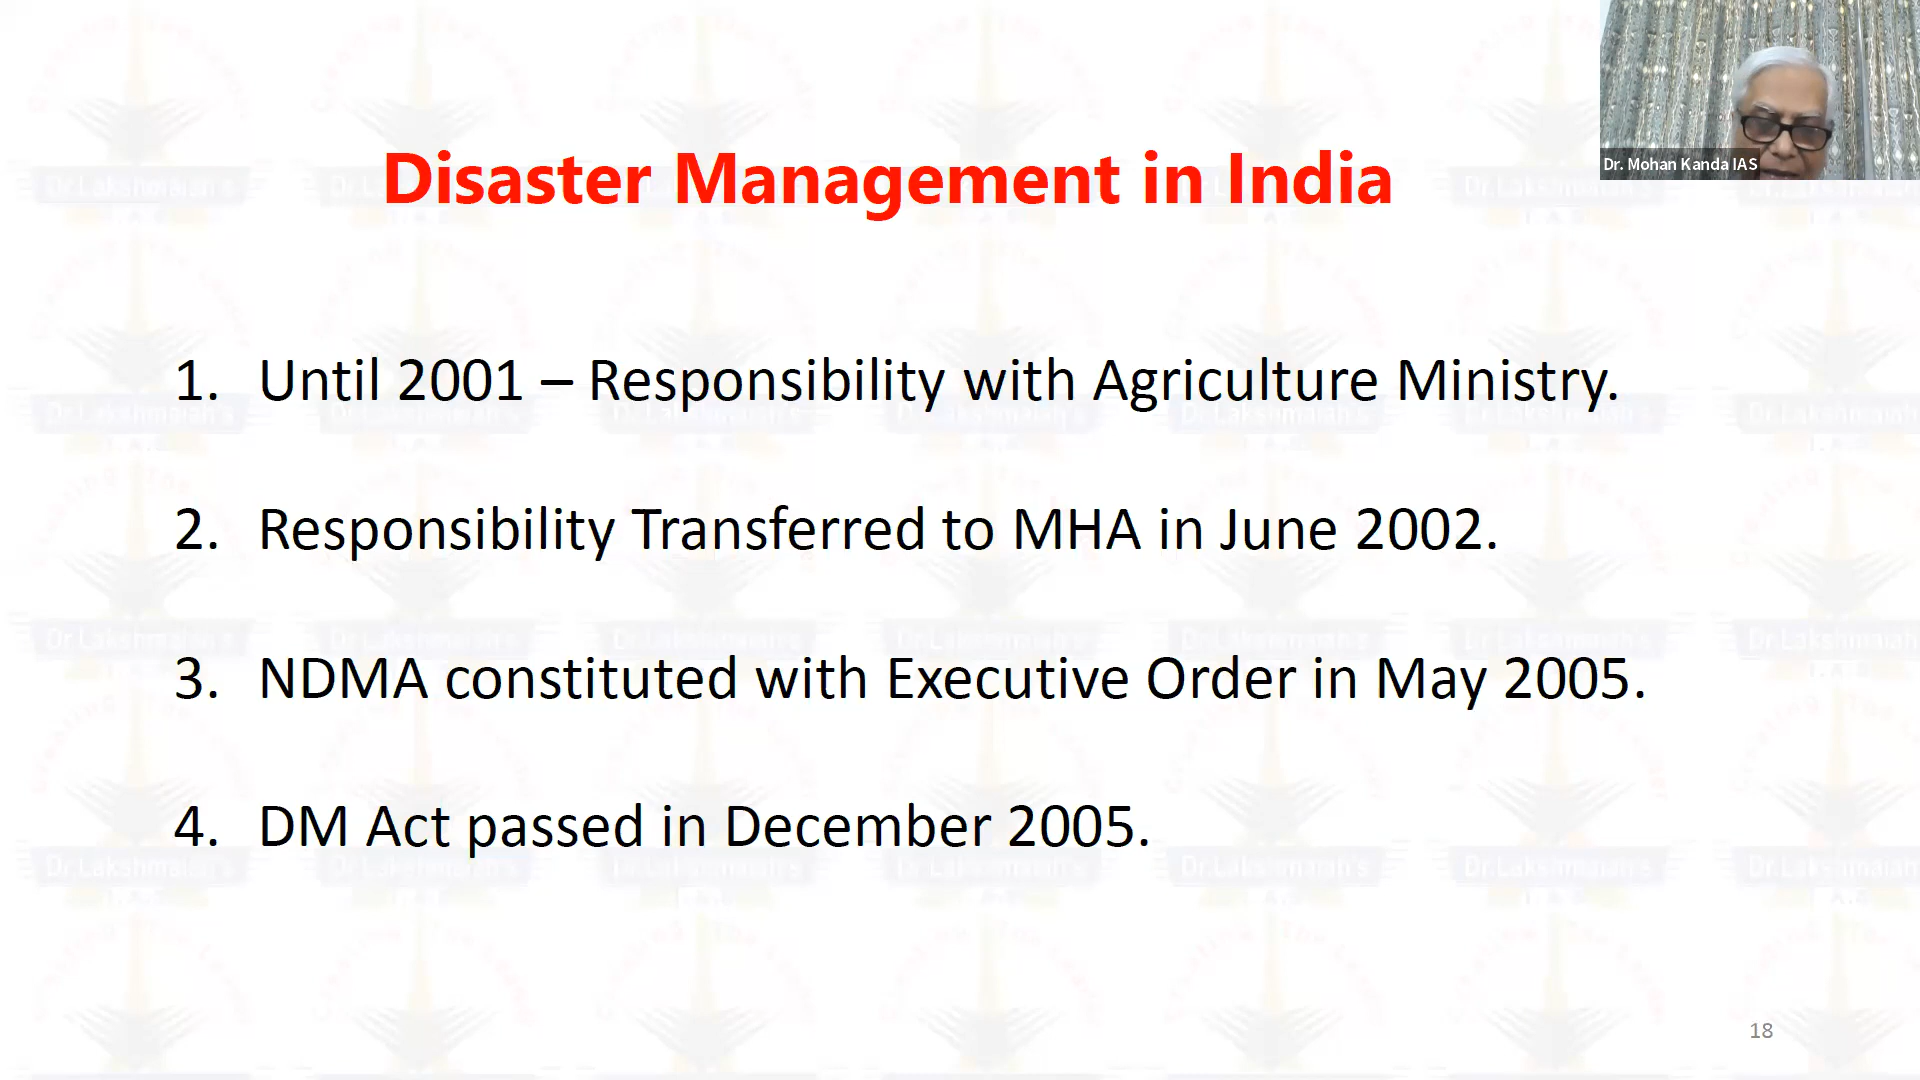 Dr. Mohan Kanda IAS
Disaster Management in India
1. Until 2001 – Responsibility with Agriculture Ministry.
2. Responsibility Transferred to MHA in June 2002.
3. NDMA constituted with Executive Order in May 2005.
4. DM Act passed in December 2005.
18